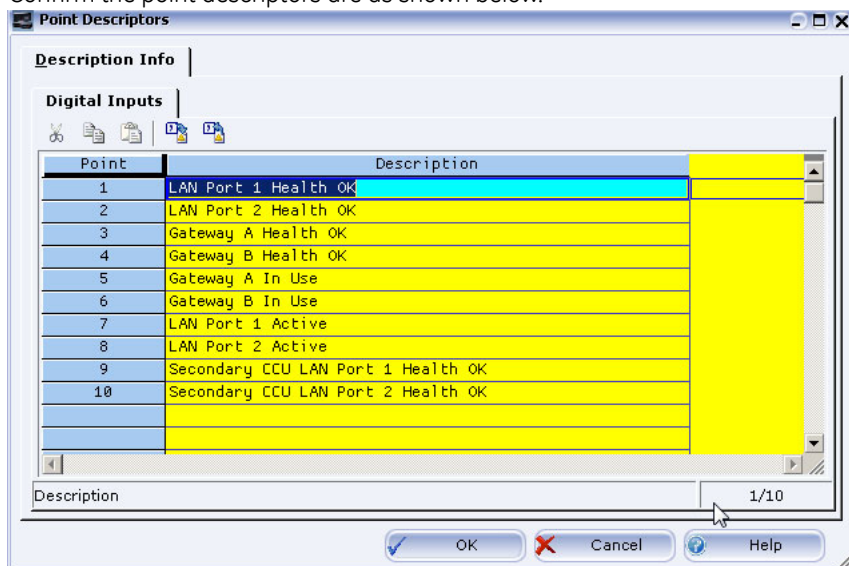 Confirm the point descriptors are as shown below.
Point Descriptors
Description Info
Digital Inputs
Point Description
1 LAN Port 1 Health OK
2 LAN Port 2 Health OK
3 Gateway A Health OK
4 Gateway B Health OK
5 Gateway A In Use
6 Gateway B In Use
7 LAN Port 1 Active
8 LAN Port 2 Active
9 Secondary CCU LAN Port 1 Health OK
10 Secondary CCU LAN Port 2 Health OK
Description 1/10
OK Cancel Help